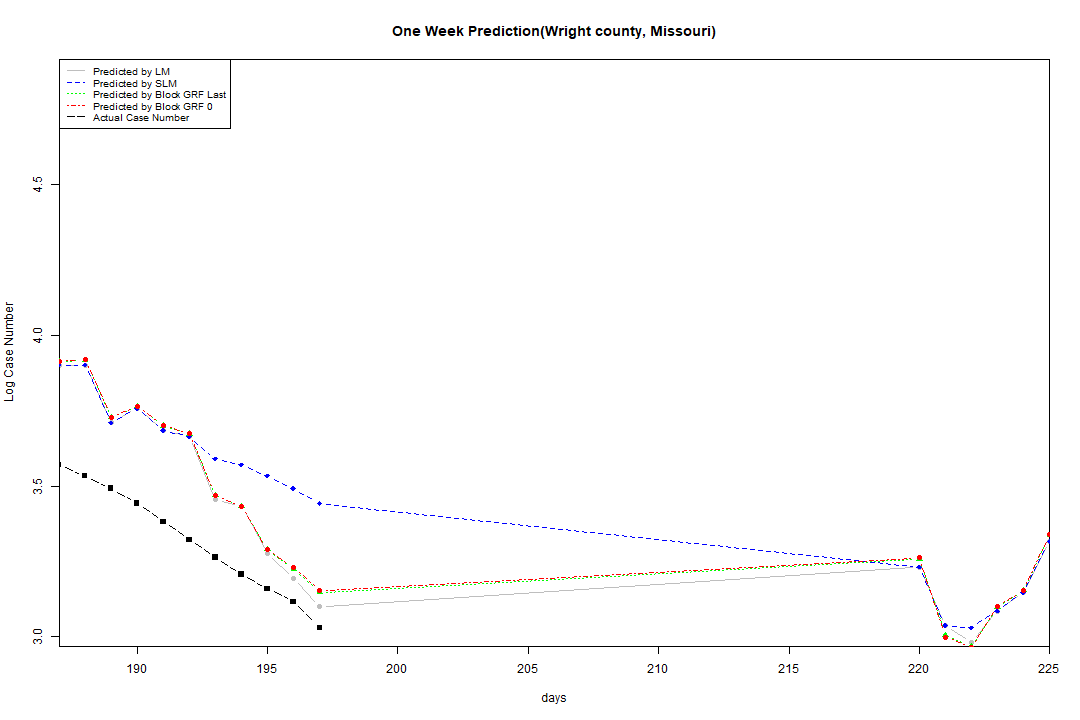 One Week Prediction(Wright county, Missouri)
Predicted by LM
Predicted by SLM
Predicted by Block GRF Last
Predicted by Block GRF 0
Actual Case Number
4.5
4.0
3.5
3.0
Log Case Number
190 195 200 205 210 215 220 225
days